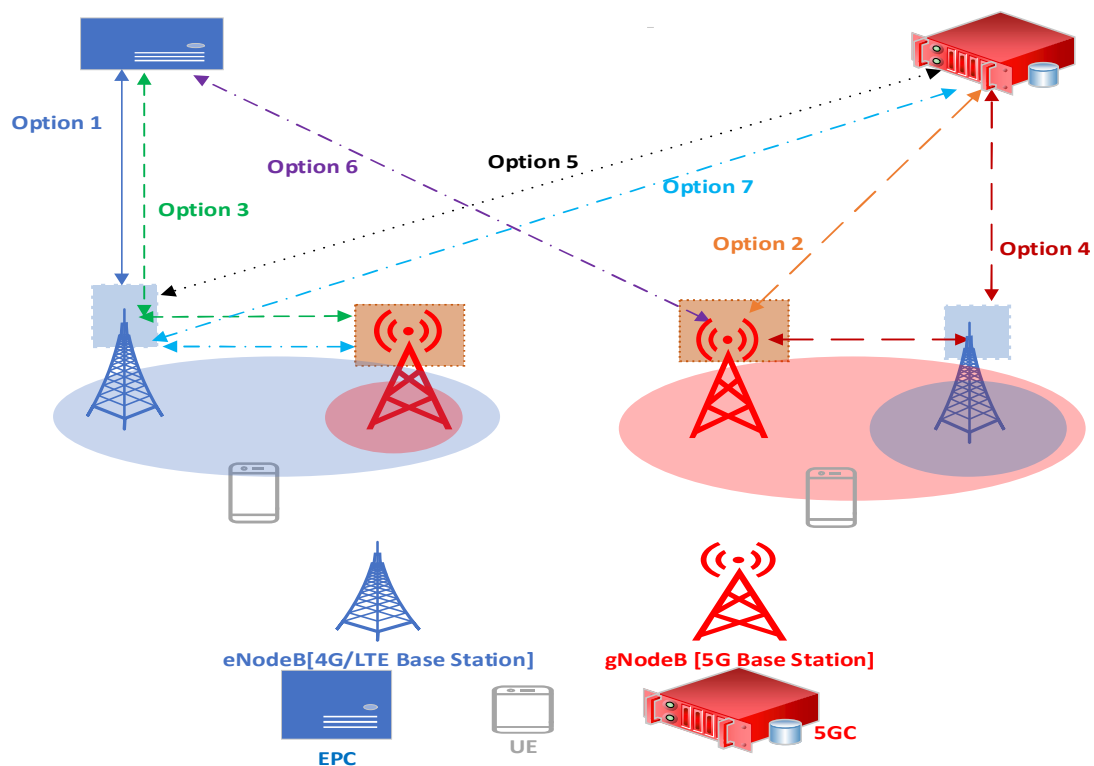 Option 1
Option 6
Option 5
Option 7
Option 3
Option 2
Option 4
eNodeB[4G/LTE Base Station]
gNodeB [5G Base Station]
EPC
UE
5GC